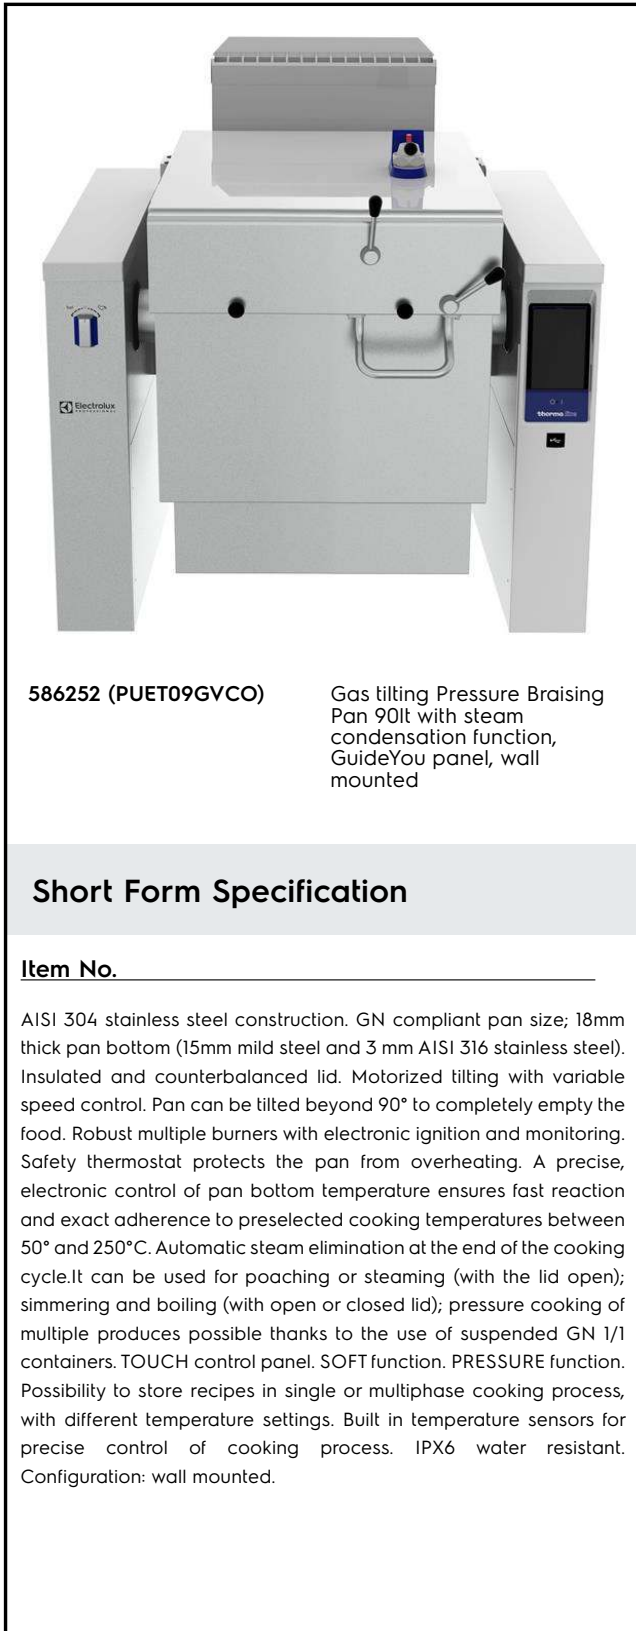 Electrolux
PROFESSIONAL
thermaline
586252 (PUET09GVCO)
Gas tilting Pressure Braising
Pan 90lt with steam
condensation function,
GuideYou panel, wall
mounted
Short Form Specification
Item No.
AISI 304 stainless steel construction. GN compliant pan size; 18mm
thick pan bottom (15mm mild steel and 3 mm AISI 316 stainless steel).
Insulated and counterbalanced lid. Motorized tilting with variable
speed control. Pan can be tilted beyond 90° to completely empty the
food. Robust multiple burners with electronic ignition and monitoring.
Safety thermostat protects the pan from overheating. A precise,
electronic control of pan bottom temperature ensures fast reaction
and exact adherence to preselected cooking temperatures between
50° and 250°C. Automatic steam elimination at the end of the cooking
cycle.It can be used for poaching or steaming (with the lid open);
simmering and boiling (with open or closed lid); pressure cooking of
multiple produces possible thanks to the use of suspended GN 1/1
containers. TOUCH control panel. SOFT function. PRESSURE function.
Possibility to store recipes in single or multiphase cooking process,
with different temperature settings. Built in temperature sensors for
precise control of cooking process. IPX6 water resistant.
Configuration: wall mounted.